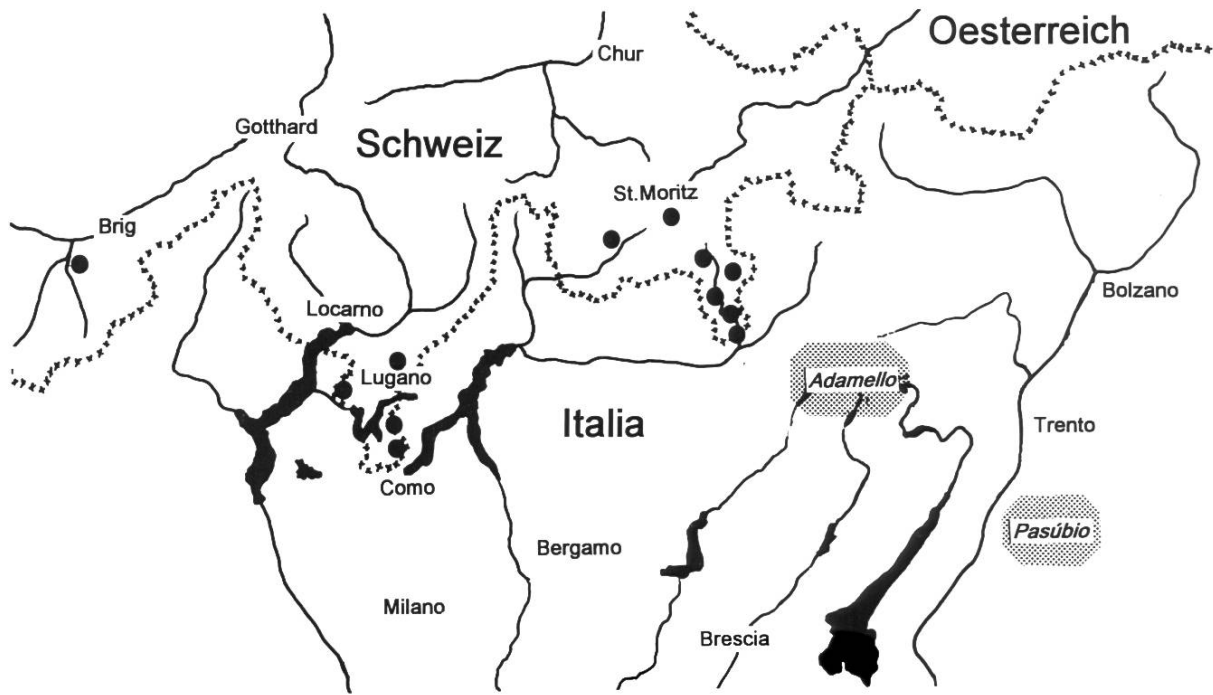 Oesterreich
Chur
Gotthard
Schweiz
St.Moritz
Brig
Bolzano
Locarno
Lugano
Adamello
Italia
Trento
Como
Pasúbio
Bergamo
Milano
Brescia